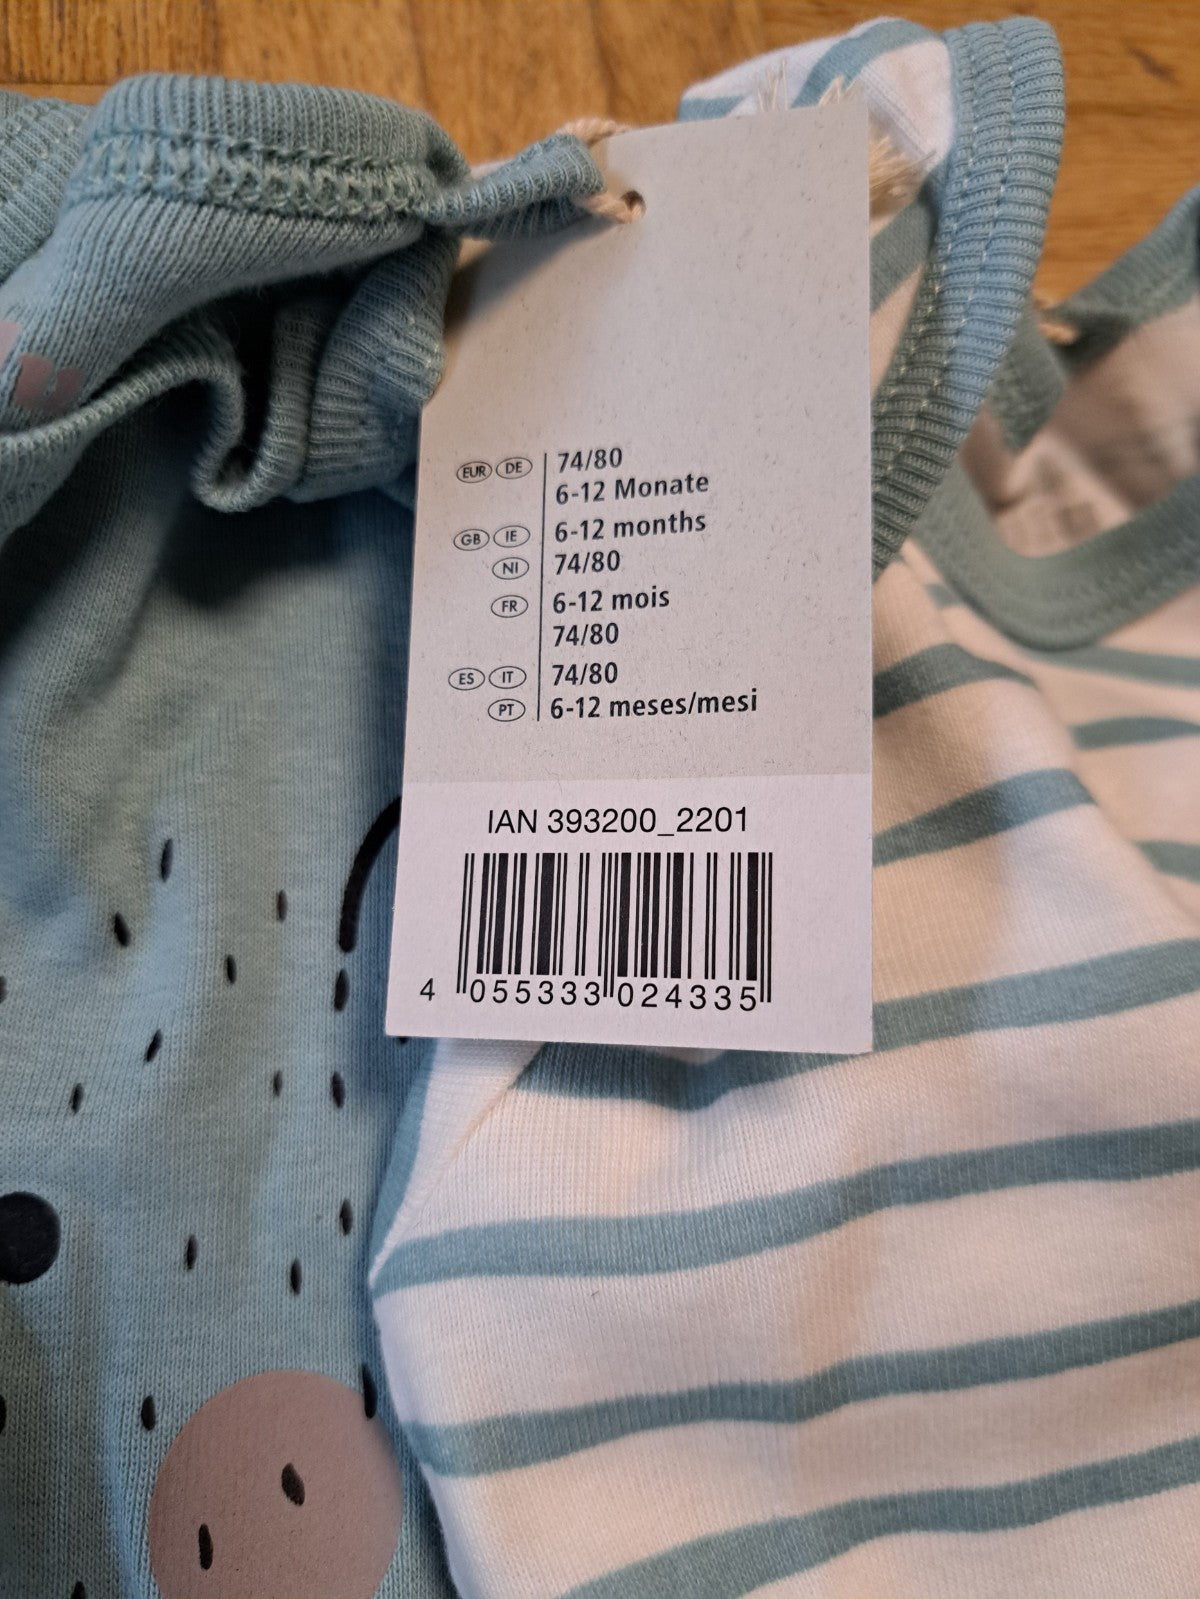 EUR DE 74/80
6-12 Monate
GB IE 6-12 months
NI 74/80
FR 6-12 mois
74/80
ES IT 74/80
PT 6-12 meses/mesi
IAN 393200_2201
4 055333 024335